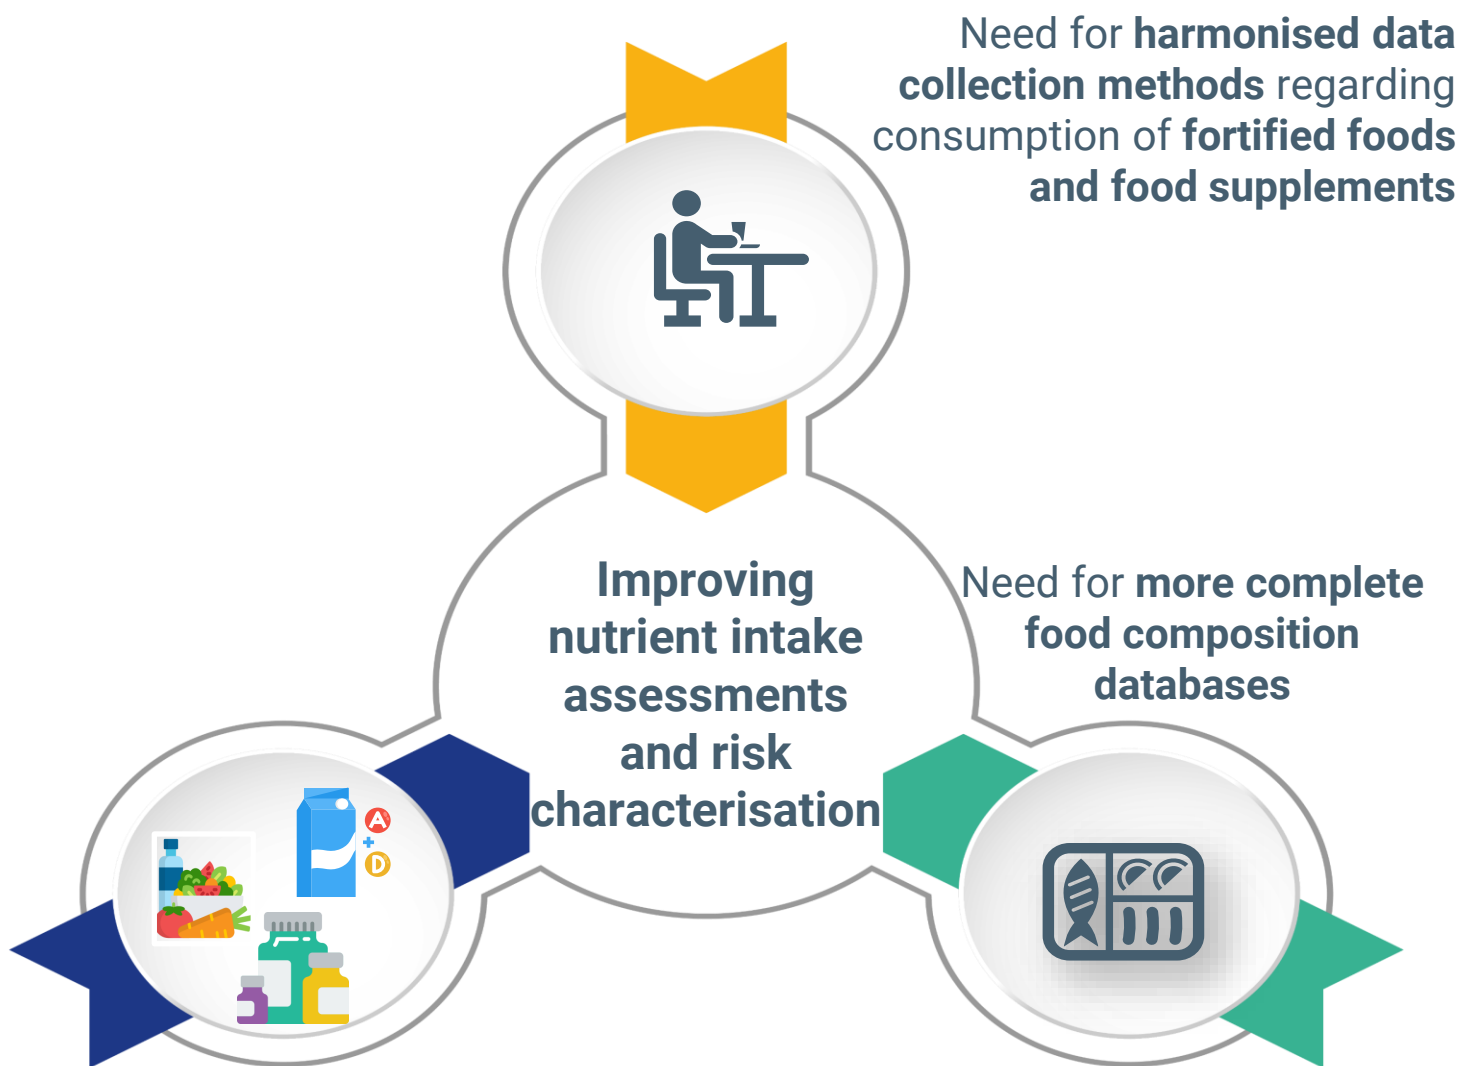 Need for harmonised data
collection methods regarding
consumption of fortified foods
and food supplements
Improving
nutrient intake
assessments
and risk
characterisation
Need for more complete
food composition
databases
A
+
D